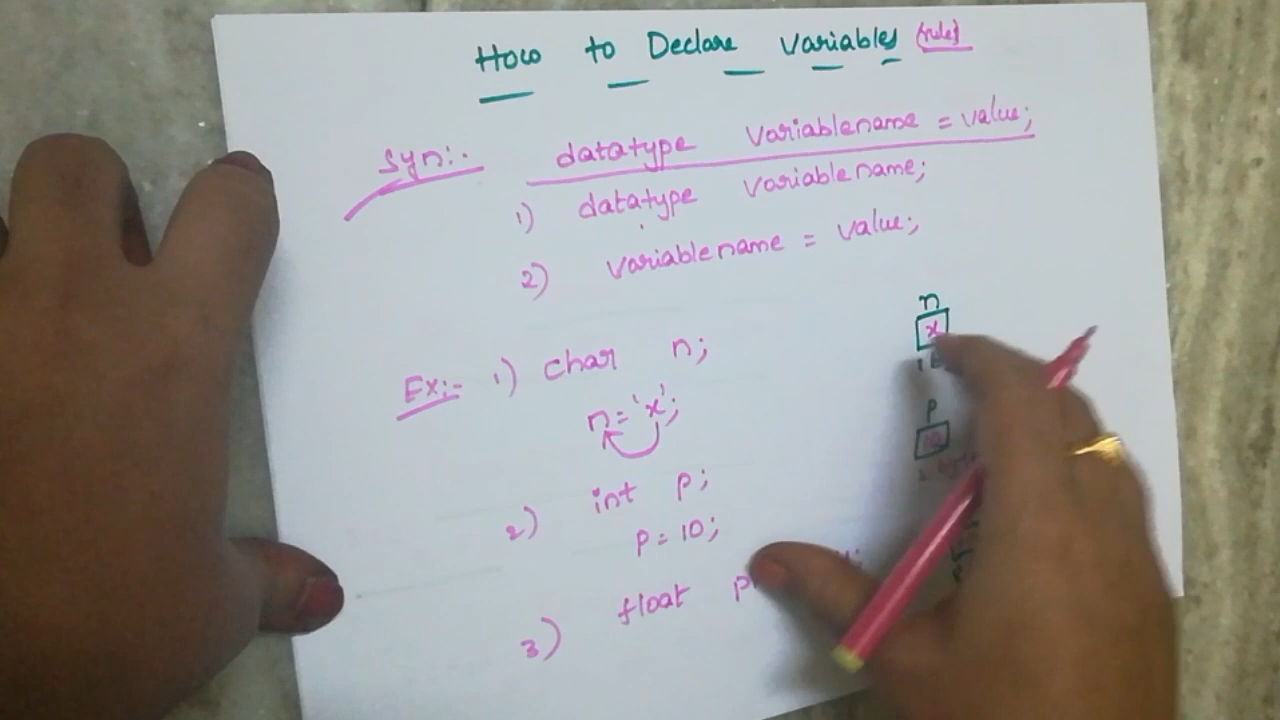 How to Declare Variables (rules)
Syn:- datatype variablename = value;
1) datatype variablename;
2) variablename = value;
n
x
Ex:- 1) char n;
n = 'x';
P
10
2) int p;
p = 10;
3) float